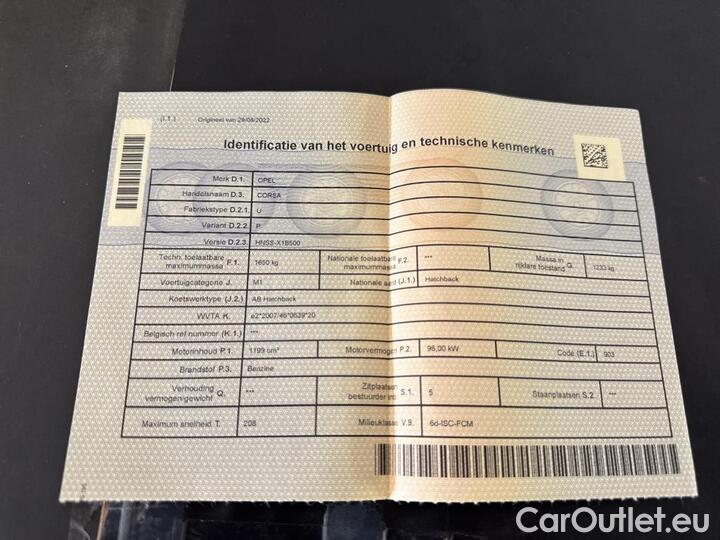 (I.1.) Origineel van 29/08/2022
Identificatie van het voertuig en technische kenmerken
Merk D.1. OPEL
Handelsnaam D.3. CORSA
Fabriekstype D.2.1. U
Variant D.2.2. P
Versie D.2.3. HNSS-X1B500
Techn. toelaatbare maximummassa F.1. 1650 kg Nationale toelaatbare maximummassa F.2. *** Massa in rijklare toestand G. 1233 kg
Voertuigcategorie J. M1 Nationale aard (J.1.) Hatchback
Koetswerktype (J.2.) AB Hatchback
WVTA K. e2*2007/46*0639*20
Belgisch ref.nummer (K.1.) ***
Motorinhoud P.1. 1199 cm³ Motorvermogen P.2. 96,00 kW Code (E.1.) 903
Brandstof P.3. Benzine
Verhouding vermogen/gewicht Q. *** Zitplaatsen bestuurder incl S.1. 5 Staanplaatsen S.2. ***
Maximum snelheid T. 208 Milieuklasse V.9. 6d-ISC-FCM
CarOutlet.eu